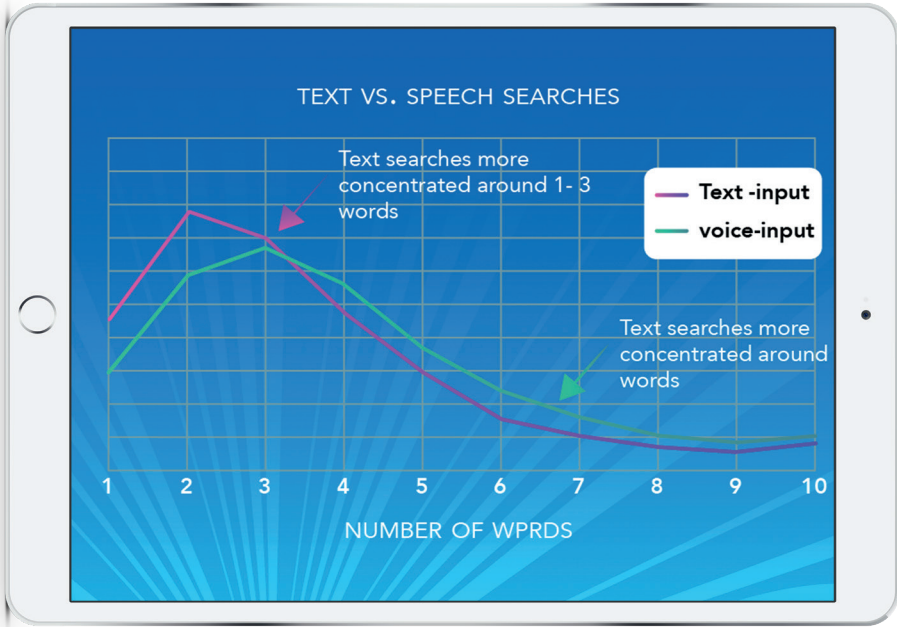 TEXT VS. SPEECH SEARCHES
Text searches more
concentrated around 1- 3
words
Text -input
voice-input
Text searches more
concentrated around
words
1 2 3 4 5 6 7 8 9 10
NUMBER OF WPRDS